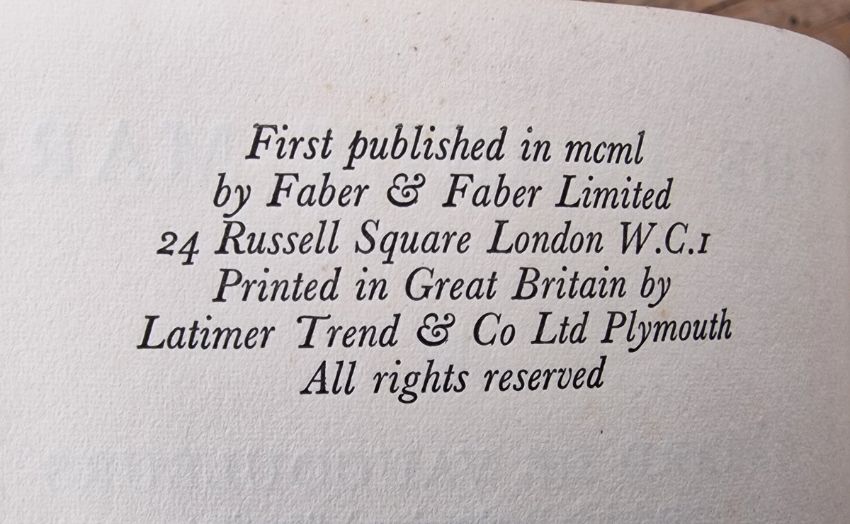 First published in mcml
by Faber & Faber Limited
24 Russell Square London W.C.1
Printed in Great Britain by
Latimer Trend & Co Ltd Plymouth
All rights reserved